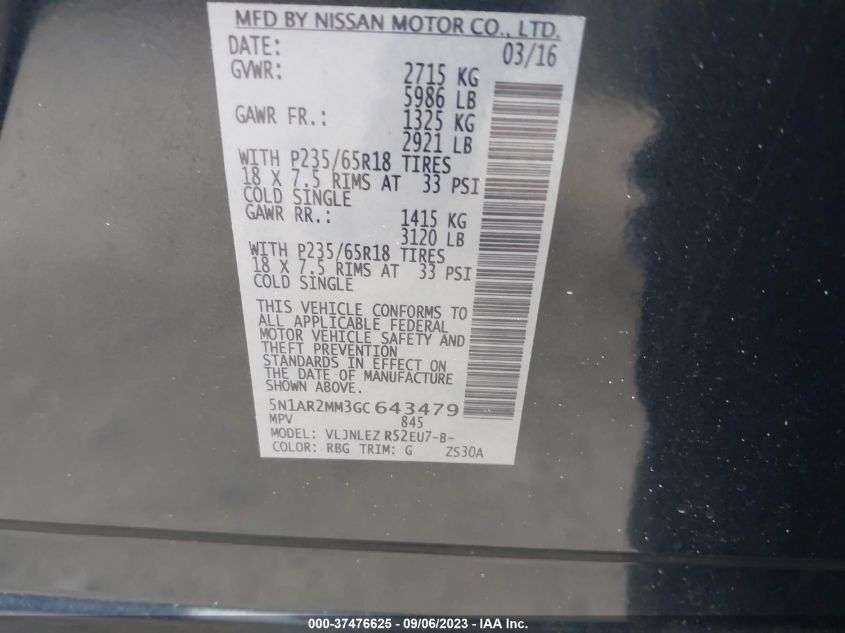 MFD BY NISSAN MOTOR CO., LTD.
DATE: 03/16
GVWR: 2715 KG
5986 LB
GAWR FR.: 1325 KG
2921 LB
WITH P235/65R18 TIRES
18 X 7.5 RIMS AT 33 PSI
COLD SINGLE
GAWR RR.: 1415 KG
3120 LB
WITH P235/65R18 TIRES
18 X 7.5 RIMS AT 33 PSI
COLD SINGLE
THIS VEHICLE CONFORMS TO
ALL APPLICABLE FEDERAL
MOTOR VEHICLE SAFETY AND
THEFT PREVENTION
STANDARDS IN EFFECT ON
THE DATE OF MANUFACTURE
SHOWN ABOVE.
5N1AR2MM3GC643479
MPV 845
MODEL: VLJNLEZ R52EU7-B-
COLOR: RBG TRIM: G ZS30A
000-37476625 - 09/06/2023 - IAA Inc.